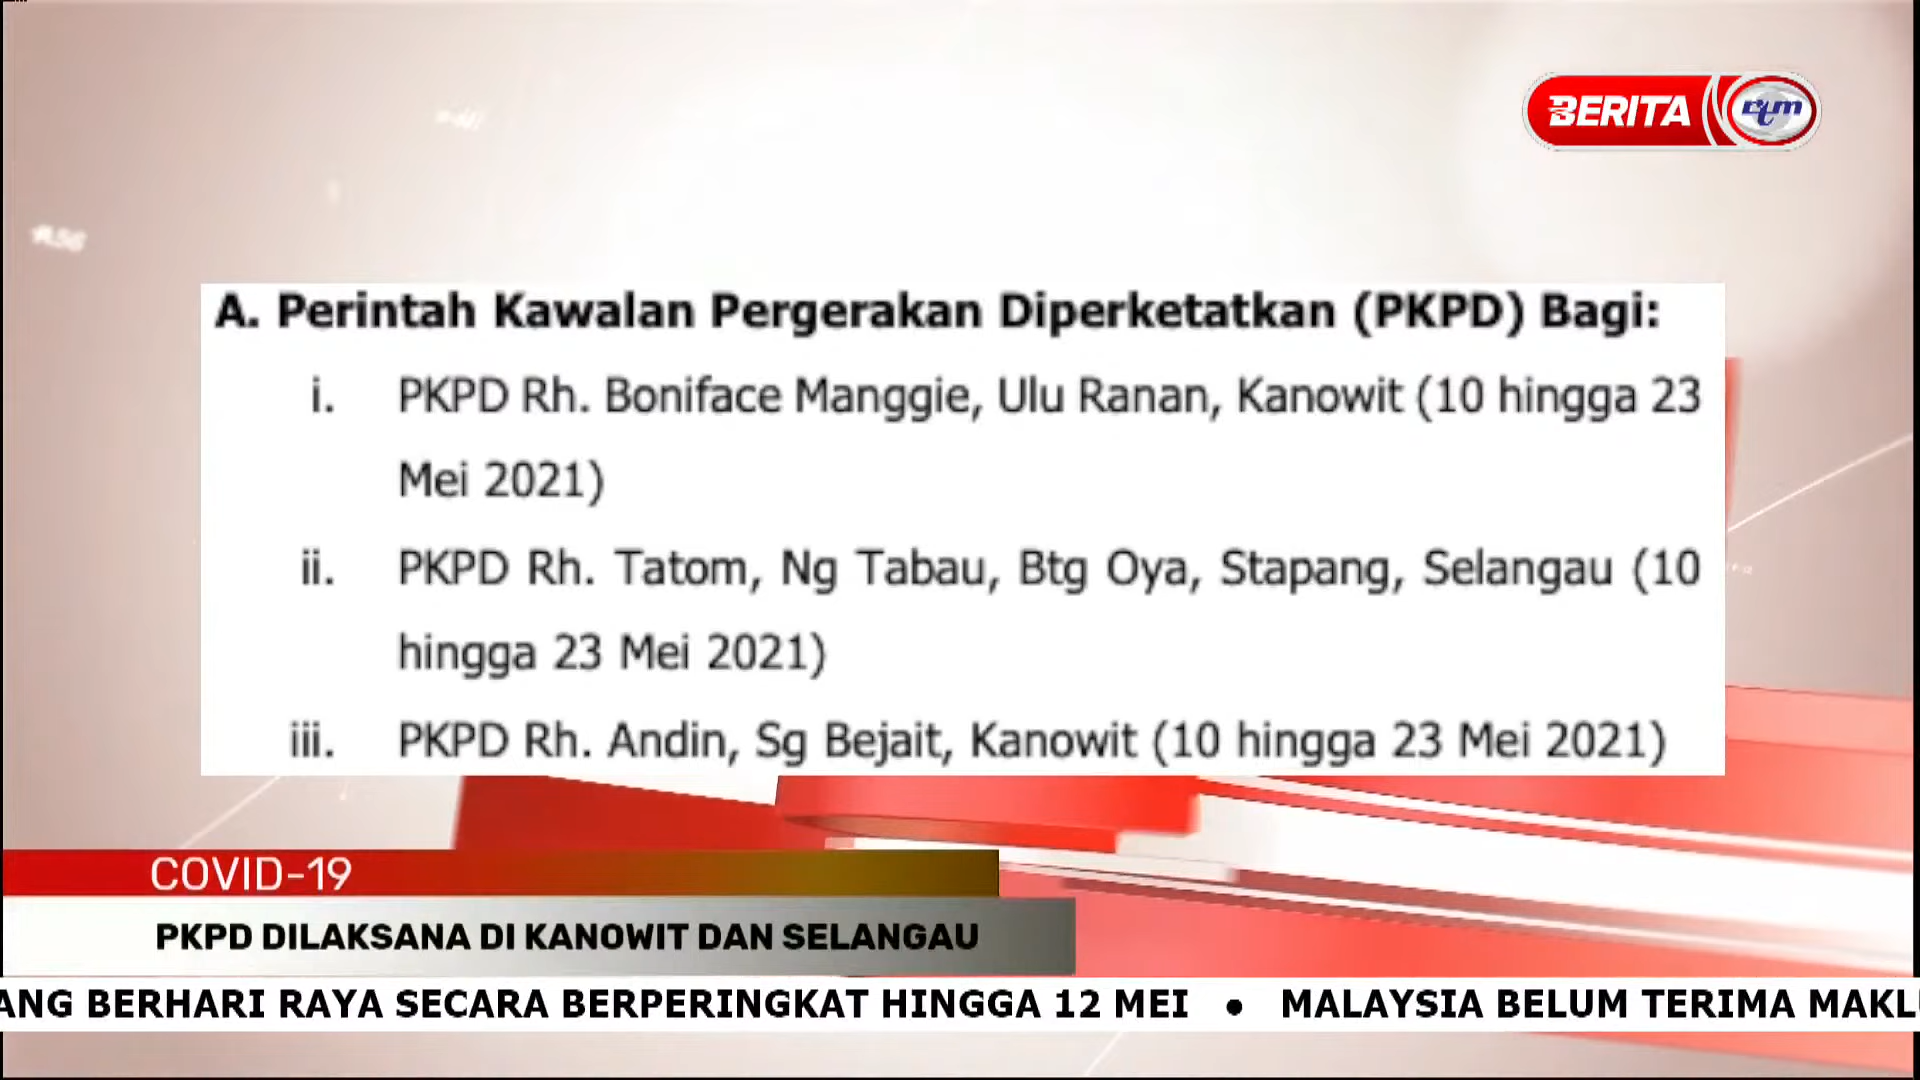 BERITA rtm
A. Perintah Kawalan Pergerakan Diperketatkan (PKPD) Bagi:
i. PKPD Rh. Boniface Manggie, Ulu Ranan, Kanowit (10 hingga 23
Mei 2021)
ii. PKPD Rh. Tatom, Ng Tabau, Btg Oya, Stapang, Selangau (10
hingga 23 Mei 2021)
iii. PKPD Rh. Andin, Sg Bejait, Kanowit (10 hingga 23 Mei 2021)
COVID-19
PKPD DILAKSANA DI KANOWIT DAN SELANGAU
ANG BERHARI RAYA SECARA BERPERINGKAT HINGGA 12 MEI • MALAYSIA BELUM TERIMA MAKL